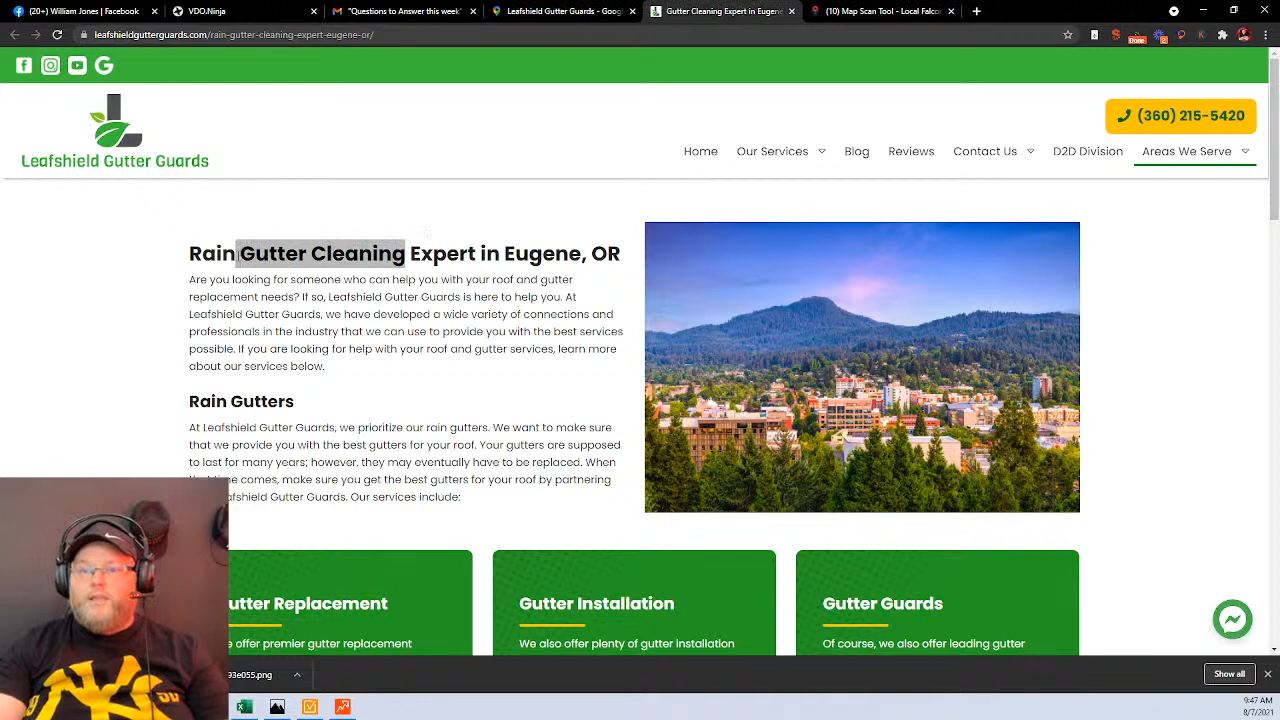 (20+) William Jones | Facebook
VDO.Ninja
"Questions to Answer this week"
Leafshield Gutter Guards - Googl
Gutter Cleaning Expert in Eugene
(10) Map Scan Tool - Local Falco
leafshieldgutterguards.com/rain-gutter-cleaning-expert-eugene-or/
Done
2
Leafshield Gutter Guards
(360) 215-5420
Home
Our Services
Blog
Reviews
Contact Us
D2D Division
Areas We Serve
Rain Gutter Cleaning Expert in Eugene, OR
Are you looking for someone who can help you with your roof and gutter
replacement needs? If so, Leafshield Gutter Guards is here to help you. At
Leafshield Gutter Guards, we have developed a wide variety of connections and
professionals in the industry that we can use to provide you with the best services
possible. If you are looking for help with your roof and gutter services, learn more
about our services below.
Rain Gutters
At Leafshield Gutter Guards, we prioritize our rain gutters. We want to make sure
that we provide you with the best gutters for your roof. Your gutters are supposed
to last for many years; however, they may eventually have to be replaced. When
time comes, make sure you get the best gutters for your roof by partnering
afshield Gutter Guards. Our services include:
utter Replacement
e offer premier gutter replacement
Gutter Installation
We also offer plenty of gutter installation
Gutter Guards
Of course, we also offer leading gutter
93e055.png
Show all
9:47 AM
8/7/2021